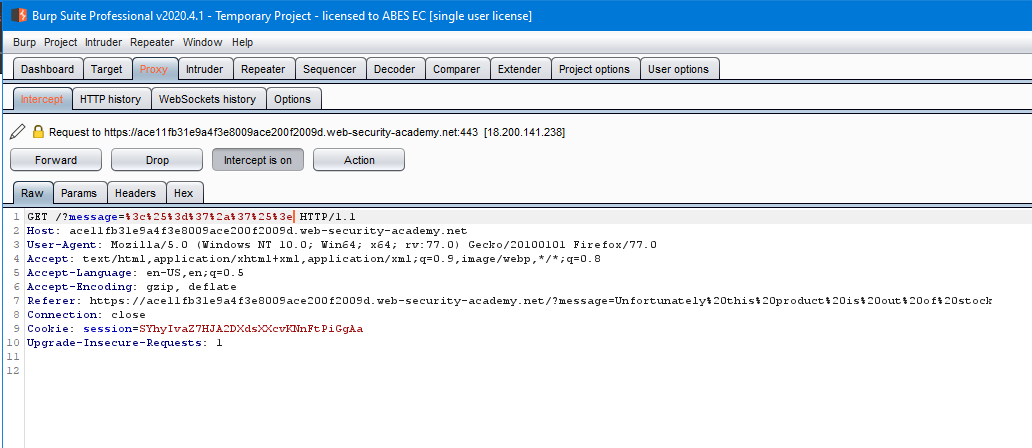 Burp Suite Professional v2020.4.1 - Temporary Project - licensed to ABES EC [single user license]
Burp Project Intruder Repeater Window Help
Dashboard Target Proxy Intruder Repeater Sequencer Decoder Comparer Extender Project options User options
Intercept HTTP history WebSockets history Options
Request to https://ace11fb31e9a4f3e8009ace200f2009d.web-security-academy.net:443 [18.200.141.238]
Forward Drop Intercept is on Action
Raw Params Headers Hex
1 GET /?message=%3c%25%3d%37%2a%37%25%3e HTTP/1.1
2 Host: ace11fb31e9a4f3e8009ace200f2009d.web-security-academy.net
3 User-Agent: Mozilla/5.0 (Windows NT 10.0; Win64; x64; rv:77.0) Gecko/20100101 Firefox/77.0
4 Accept: text/html,application/xhtml+xml,application/xml;q=0.9,image/webp,*/*;q=0.8
5 Accept-Language: en-US,en;q=0.5
6 Accept-Encoding: gzip, deflate
7 Referer: https://ace11fb31e9a4f3e8009ace200f2009d.web-security-academy.net/?message=Unfortunately%20this%20product%20is%20out%20of%20stock
8 Connection: close
9 Cookie: session=SYhyIvaZ7HJA2DXdsXXcvKNnFtPiGgAa
10 Upgrade-Insecure-Requests: 1
11
12